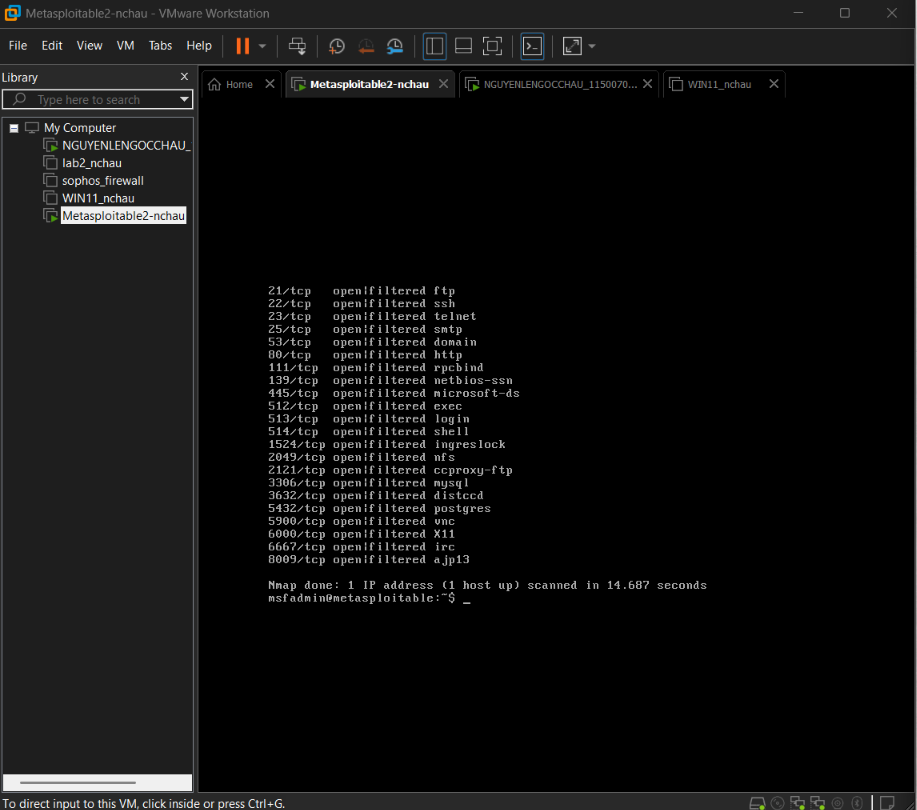 Metasploitable2-nchau - VMware Workstation
File Edit View VM Tabs Help
Library
Type here to search
My Computer
NGUYENLENGOCCHAU_
lab2_nchau
sophos_firewall
WIN11_nchau
Metasploitable2-nchau
Home
Metasploitable2-nchau
NGUYENLENGOCCHAU_1150070...
WIN11_nchau
21/tcp open|filtered ftp
22/tcp open|filtered ssh
23/tcp open|filtered telnet
25/tcp open|filtered smtp
53/tcp open|filtered domain
80/tcp open|filtered http
111/tcp open|filtered rpcbind
139/tcp open|filtered netbios-ssn
445/tcp open|filtered microsoft-ds
512/tcp open|filtered exec
513/tcp open|filtered login
514/tcp open|filtered shell
1524/tcp open|filtered ingreslock
2049/tcp open|filtered nfs
2121/tcp open|filtered ccproxy-ftp
3306/tcp open|filtered mysql
3632/tcp open|filtered distccd
5432/tcp open|filtered postgres
5900/tcp open|filtered vnc
6000/tcp open|filtered X11
6667/tcp open|filtered irc
8009/tcp open|filtered ajp13
Nmap done: 1 IP address (1 host up) scanned in 14.687 seconds
msfadmin@metasploitable:~$ _
To direct input to this VM, click inside or press Ctrl+G.